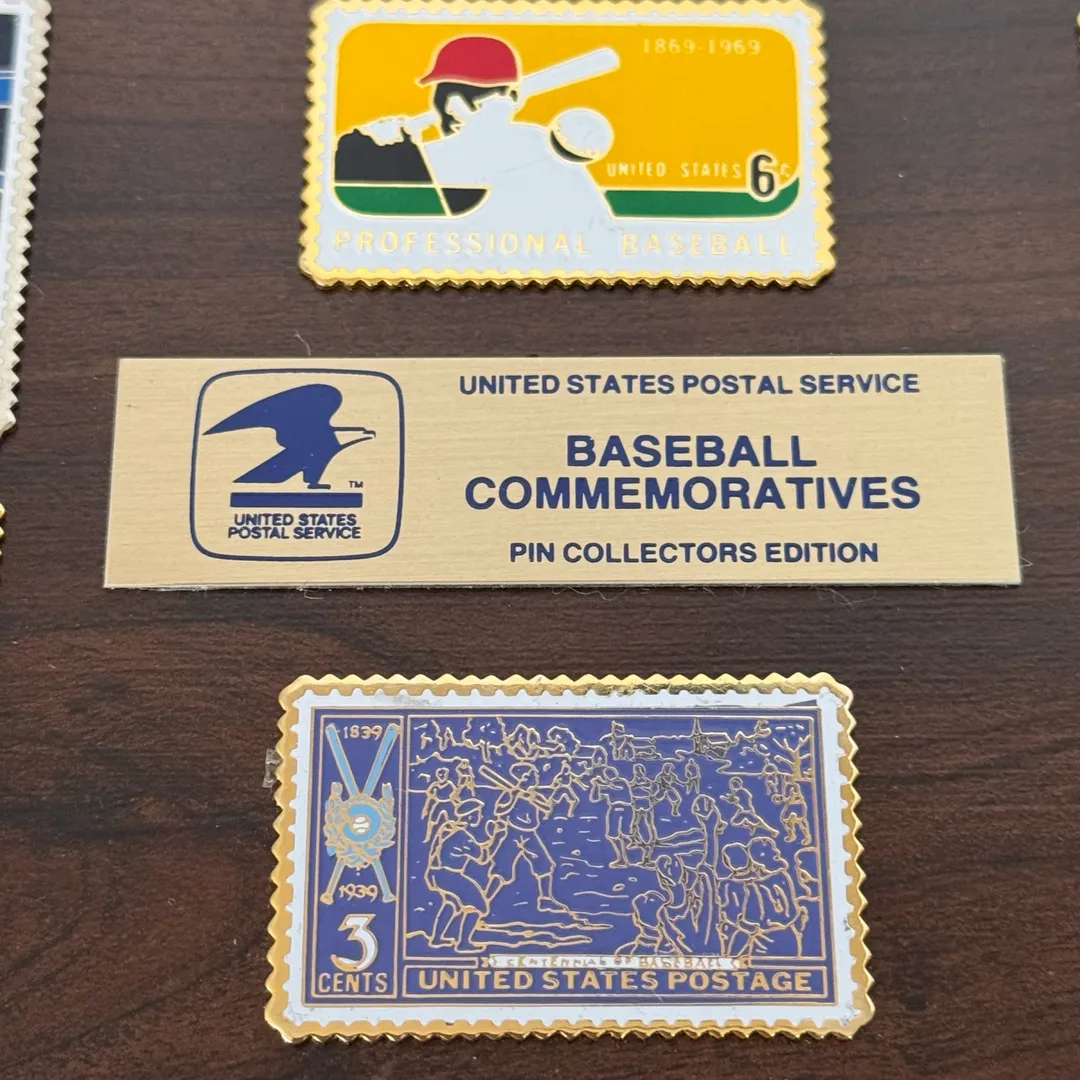 1869-1969
UNITED STATES 6c
PROFESSIONAL BASEBALL
UNITED STATES POSTAL SERVICE
BASEBALL
COMMEMORATIVES
PIN COLLECTORS EDITION
TM
UNITED STATES
POSTAL SERVICE
1839
1939
3
CENTS
CENTENNIAL OF BASEBALL
UNITED STATES POSTAGE